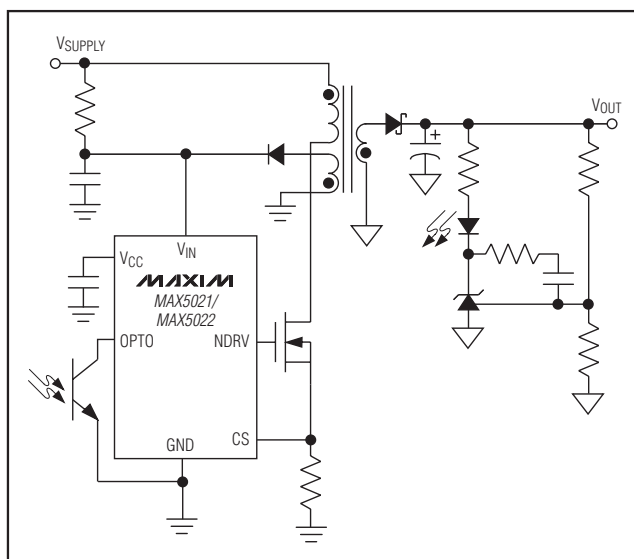 VSUPPLY
VOUT
VIN
VCC
MAXIM
MAX5021/
MAX5022
OPTO
NDRV
CS
GND
+